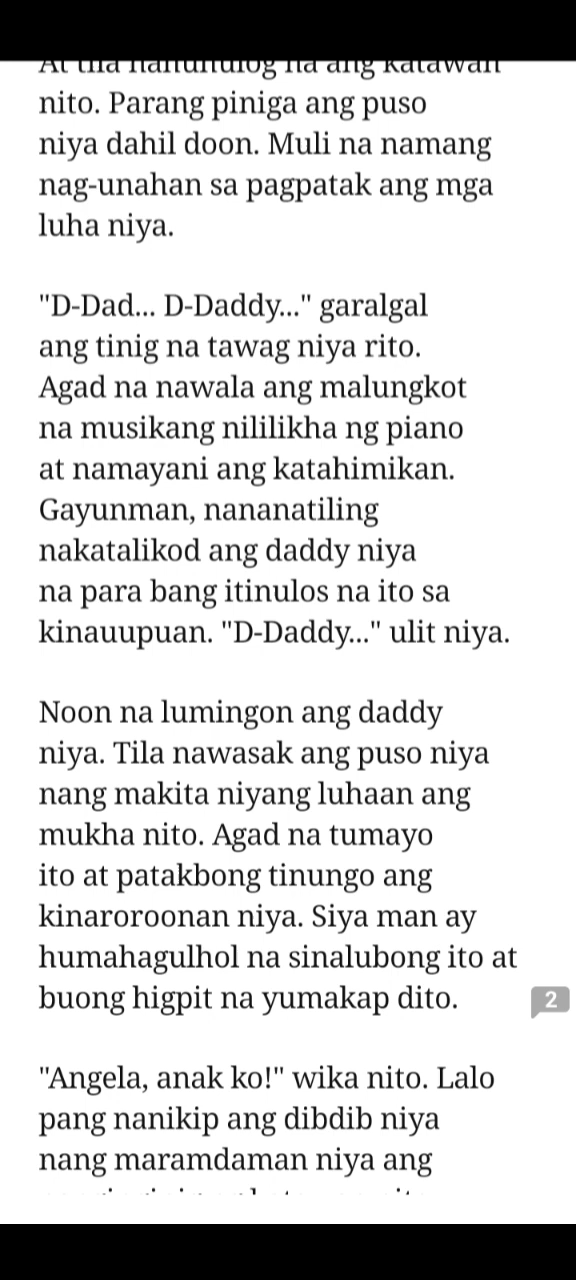 At tila nahuhulog na ang katawan
nito. Parang piniga ang puso
niya dahil doon. Muli na namang
nag-unahan sa pagpatak ang mga
luha niya.
"D-Dad... D-Daddy..." garalgal
ang tinig na tawag niya rito.
Agad na nawala ang malungkot
na musikang nililikha ng piano
at namayani ang katahimikan.
Gayunman, nananatiling
nakatalikod ang daddy niya
na para bang itinulos na ito sa
kinauupuan. "D-Daddy..." ulit niya.
Noon na lumingon ang daddy
niya. Tila nawasak ang puso niya
nang makita niyang luhaan ang
mukha nito. Agad na tumayo
ito at patakbong tinungo ang
kinaroroonan niya. Siya man ay
humahagulhol na sinalubong ito at
buong higpit na yumakap dito.
2
"Angela, anak ko!" wika nito. Lalo
pang nanikip ang dibdib niya
nang maramdaman niya ang